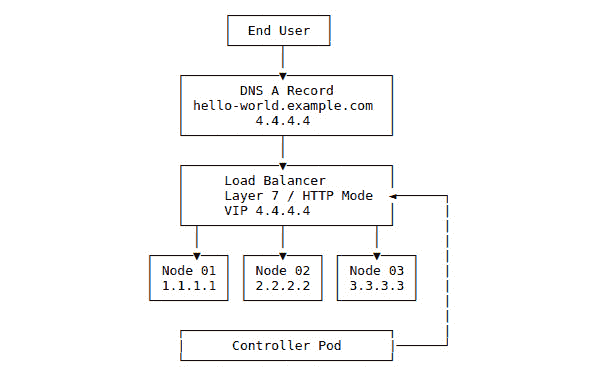 End User
DNS A Record
hello-world.example.com
4.4.4.4
Load Balancer
Layer 7 / HTTP Mode
VIP 4.4.4.4
Node 01
1.1.1.1
Node 02
2.2.2.2
Node 03
3.3.3.3
Controller Pod